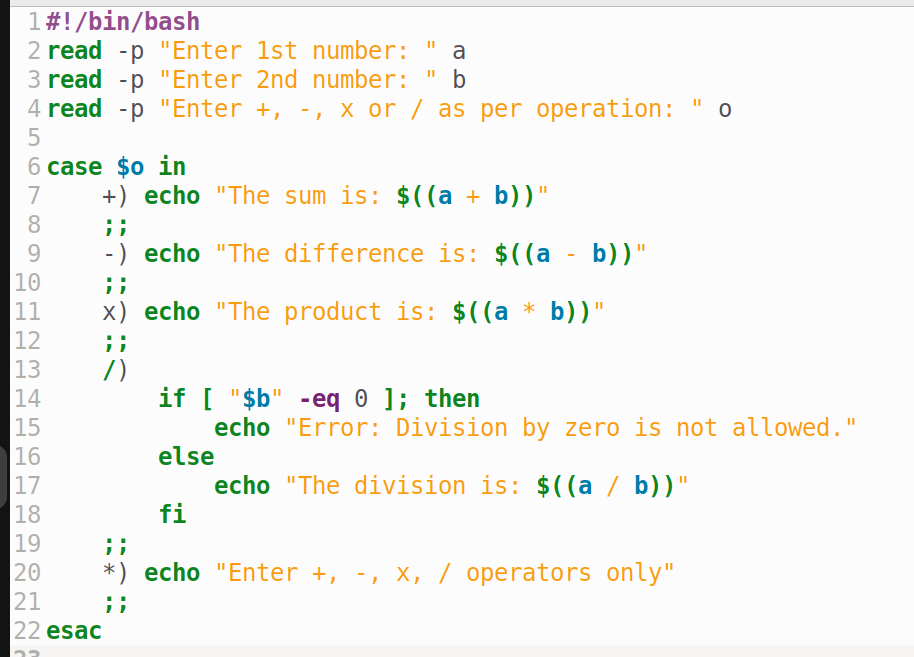 1 #!/bin/bash
2 read -p "Enter 1st number: " a
3 read -p "Enter 2nd number: " b
4 read -p "Enter +, -, x or / as per operation: " o
5
6 case $o in
7     +) echo "The sum is: $((a + b))"
8     ;;
9     -) echo "The difference is: $((a - b))"
10     ;;
11     x) echo "The product is: $((a * b))"
12     ;;
13     /)
14         if [ "$b" -eq 0 ]; then
15             echo "Error: Division by zero is not allowed."
16         else
17             echo "The division is: $((a / b))"
18         fi
19     ;;
20     *) echo "Enter +, -, x, / operators only"
21     ;;
22 esac
23